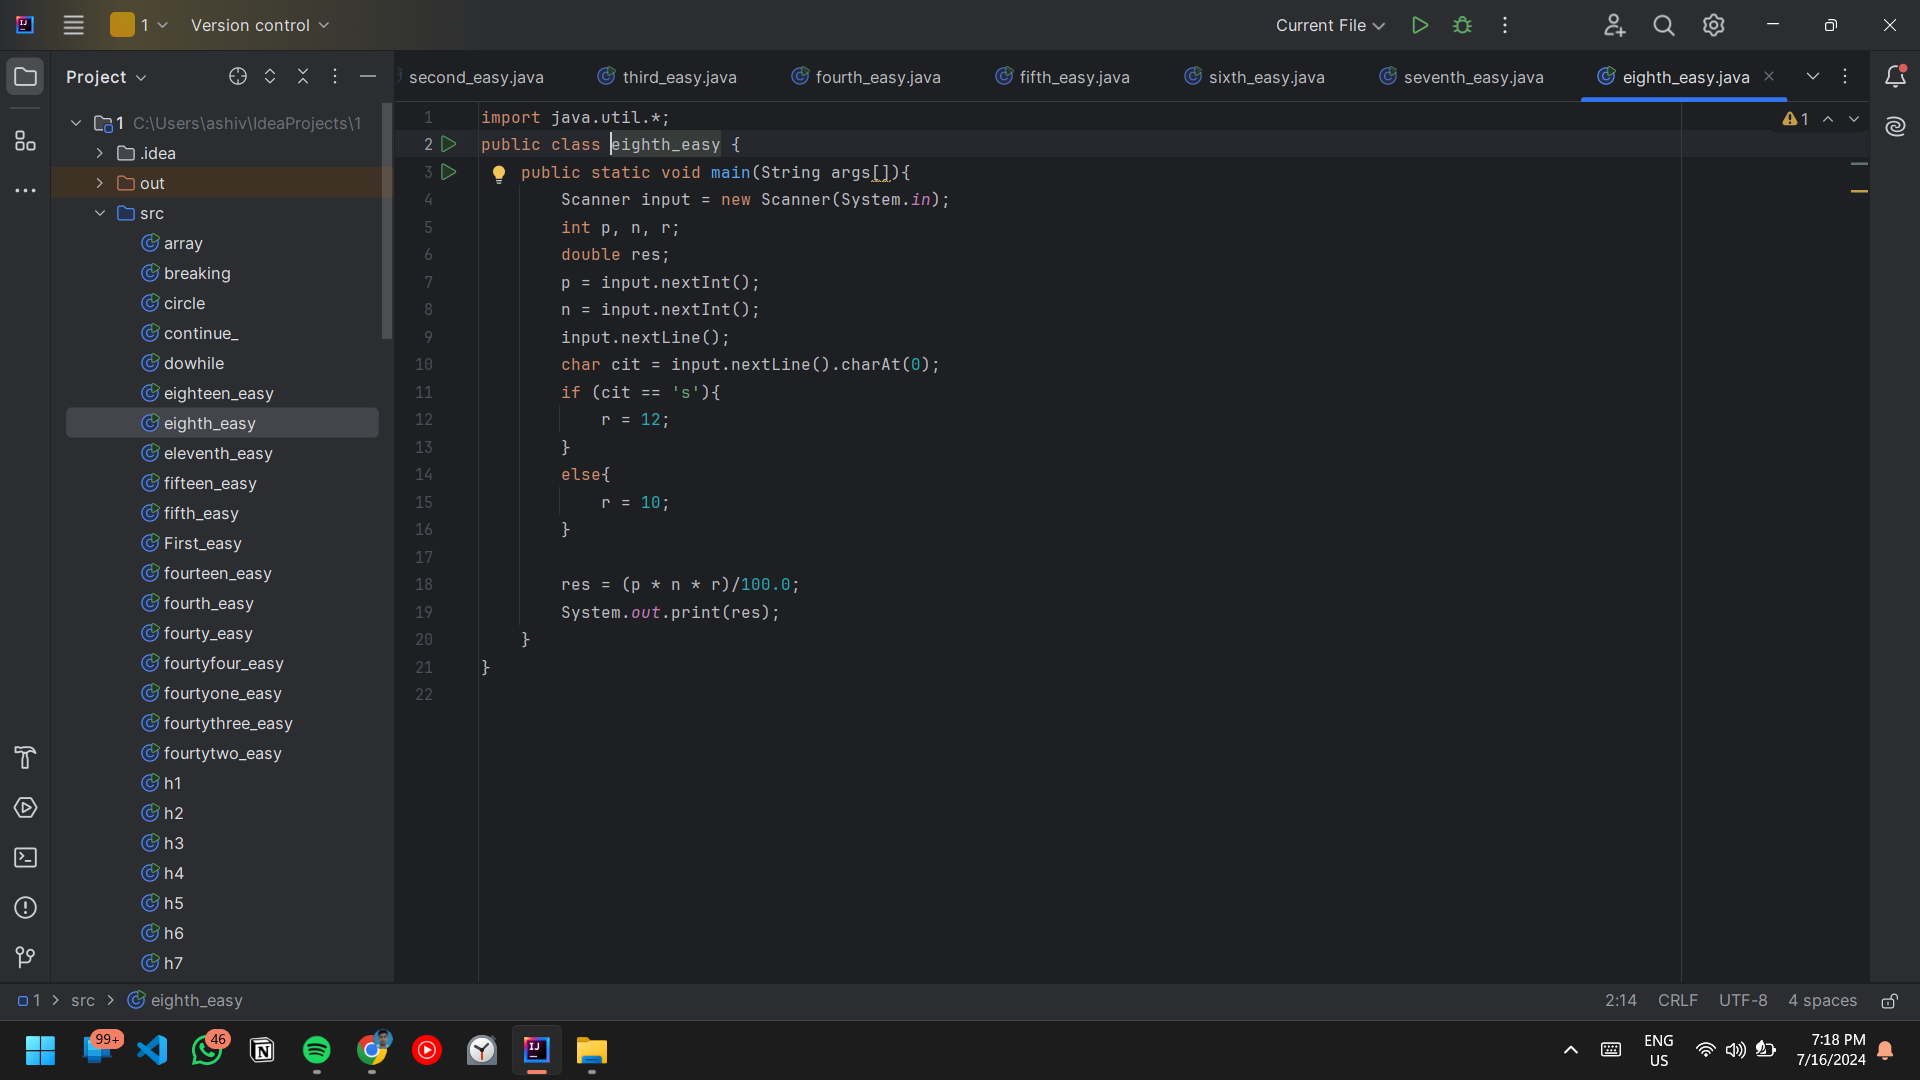 1
Version control
Current File
Project
second_easy.java
third_easy.java
fourth_easy.java
fifth_easy.java
sixth_easy.java
seventh_easy.java
eighth_easy.java
1 C:\Users\ashiv\IdeaProjects\1
.idea
out
src
array
breaking
circle
continue_
dowhile
eighteen_easy
eighth_easy
eleventh_easy
fifteen_easy
fifth_easy
First_easy
fourteen_easy
fourth_easy
fourty_easy
fourtyfour_easy
fourtyone_easy
fourtythree_easy
fourtytwo_easy
h1
h2
h3
h4
h5
h6
h7
1 import java.util.*;
2 public class eighth_easy {
3 public static void main(String args[]){
4 Scanner input = new Scanner(System.in);
5 int p, n, r;
6 double res;
7 p = input.nextInt();
8 n = input.nextInt();
9 input.nextLine();
10 char cit = input.nextLine().charAt(0);
11 if (cit == 's'){
12 r = 12;
13 }
14 else{
15 r = 10;
16 }
17
18 res = (p * n * r)/100.0;
19 System.out.print(res);
20 }
21 }
22
1
1 > src > eighth_easy
2:14 CRLF UTF-8 4 spaces
99+
46
ENG
US
7:18 PM
7/16/2024